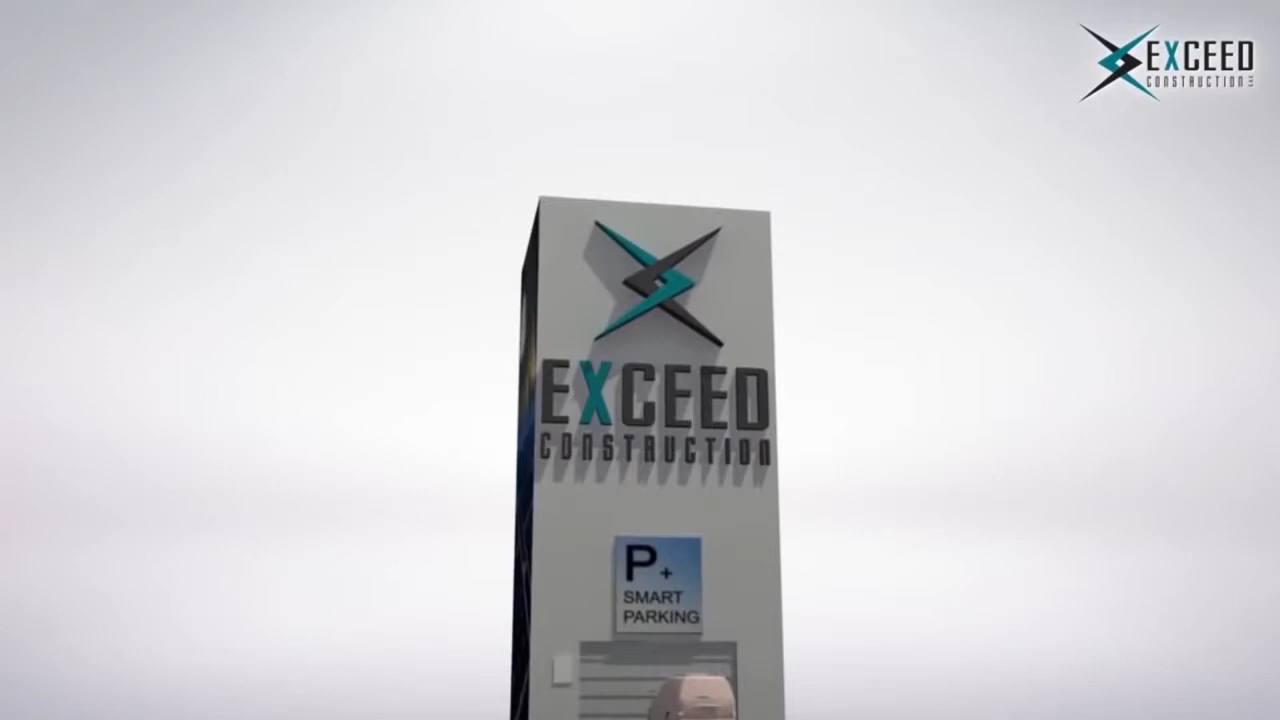 EXCEED
CONSTRUCTION
EXCEED
CONSTRUCTION
P+
SMART
PARKING